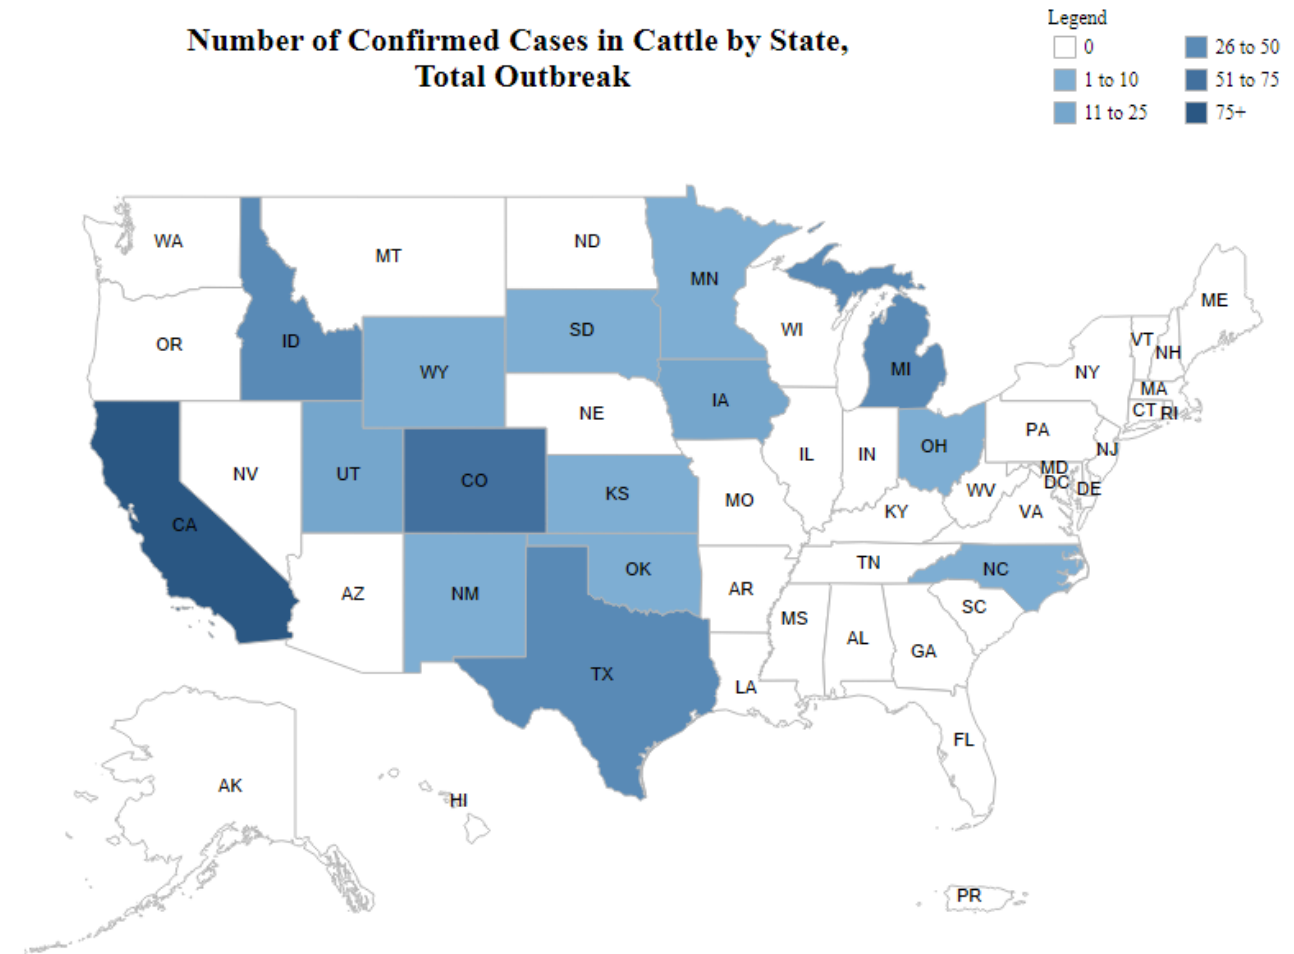 Number of Confirmed Cases in Cattle by State,
Total Outbreak
Legend
0
26 to 50
1 to 10
51 to 75
11 to 25
75+
WA
MT
ND
MN
ME
OR
ID
SD
WI
VT
NH
WY
MI
NY
MA
NE
IA
CT RI
NV
UT
CO
KS
IL
IN
OH
PA
NJ
MD
DC DE
WV
MO
KY
VA
CA
AZ
NM
OK
AR
TN
NC
SC
MS
AL
GA
TX
LA
FL
AK
HI
PR